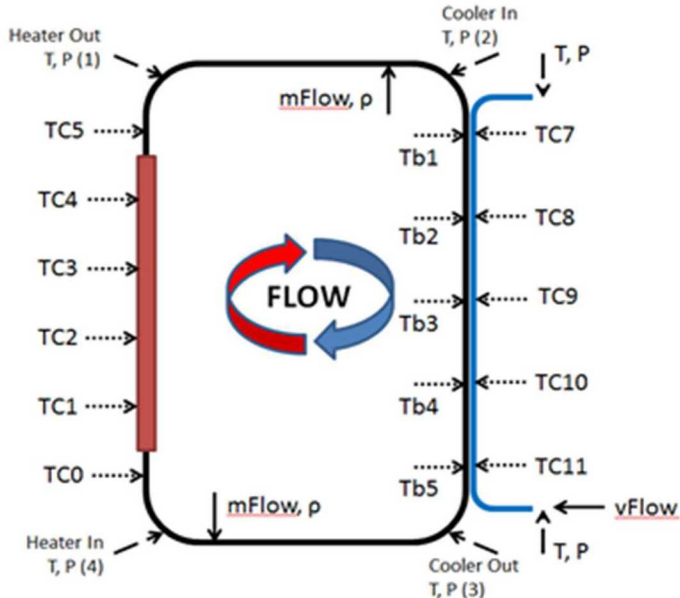 Heater Out
T, P (1)
Cooler In
T, P (2)
T, P
mFlow, ρ
TC5
TC4
TC3
TC2
TC1
TC0
FLOW
Tb1
Tb2
Tb3
Tb4
Tb5
TC7
TC8
TC9
TC10
TC11
mFlow, ρ
vFlow
Heater In
T, P (4)
Cooler Out
T, P (3)
T, P